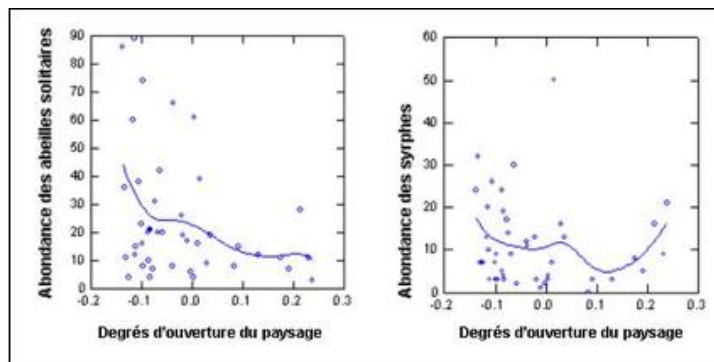 Abondance des abeilles solitaires
90
80
70
60
50
40
30
20
10
0
-0.2 -0.1 0.0 0.1 0.2 0.3
Degrés d'ouverture du paysage
Abondance des syrphes
60
50
40
30
20
10
0
-0.2 -0.1 0.0 0.1 0.2 0.3
Degrés d'ouverture du paysage